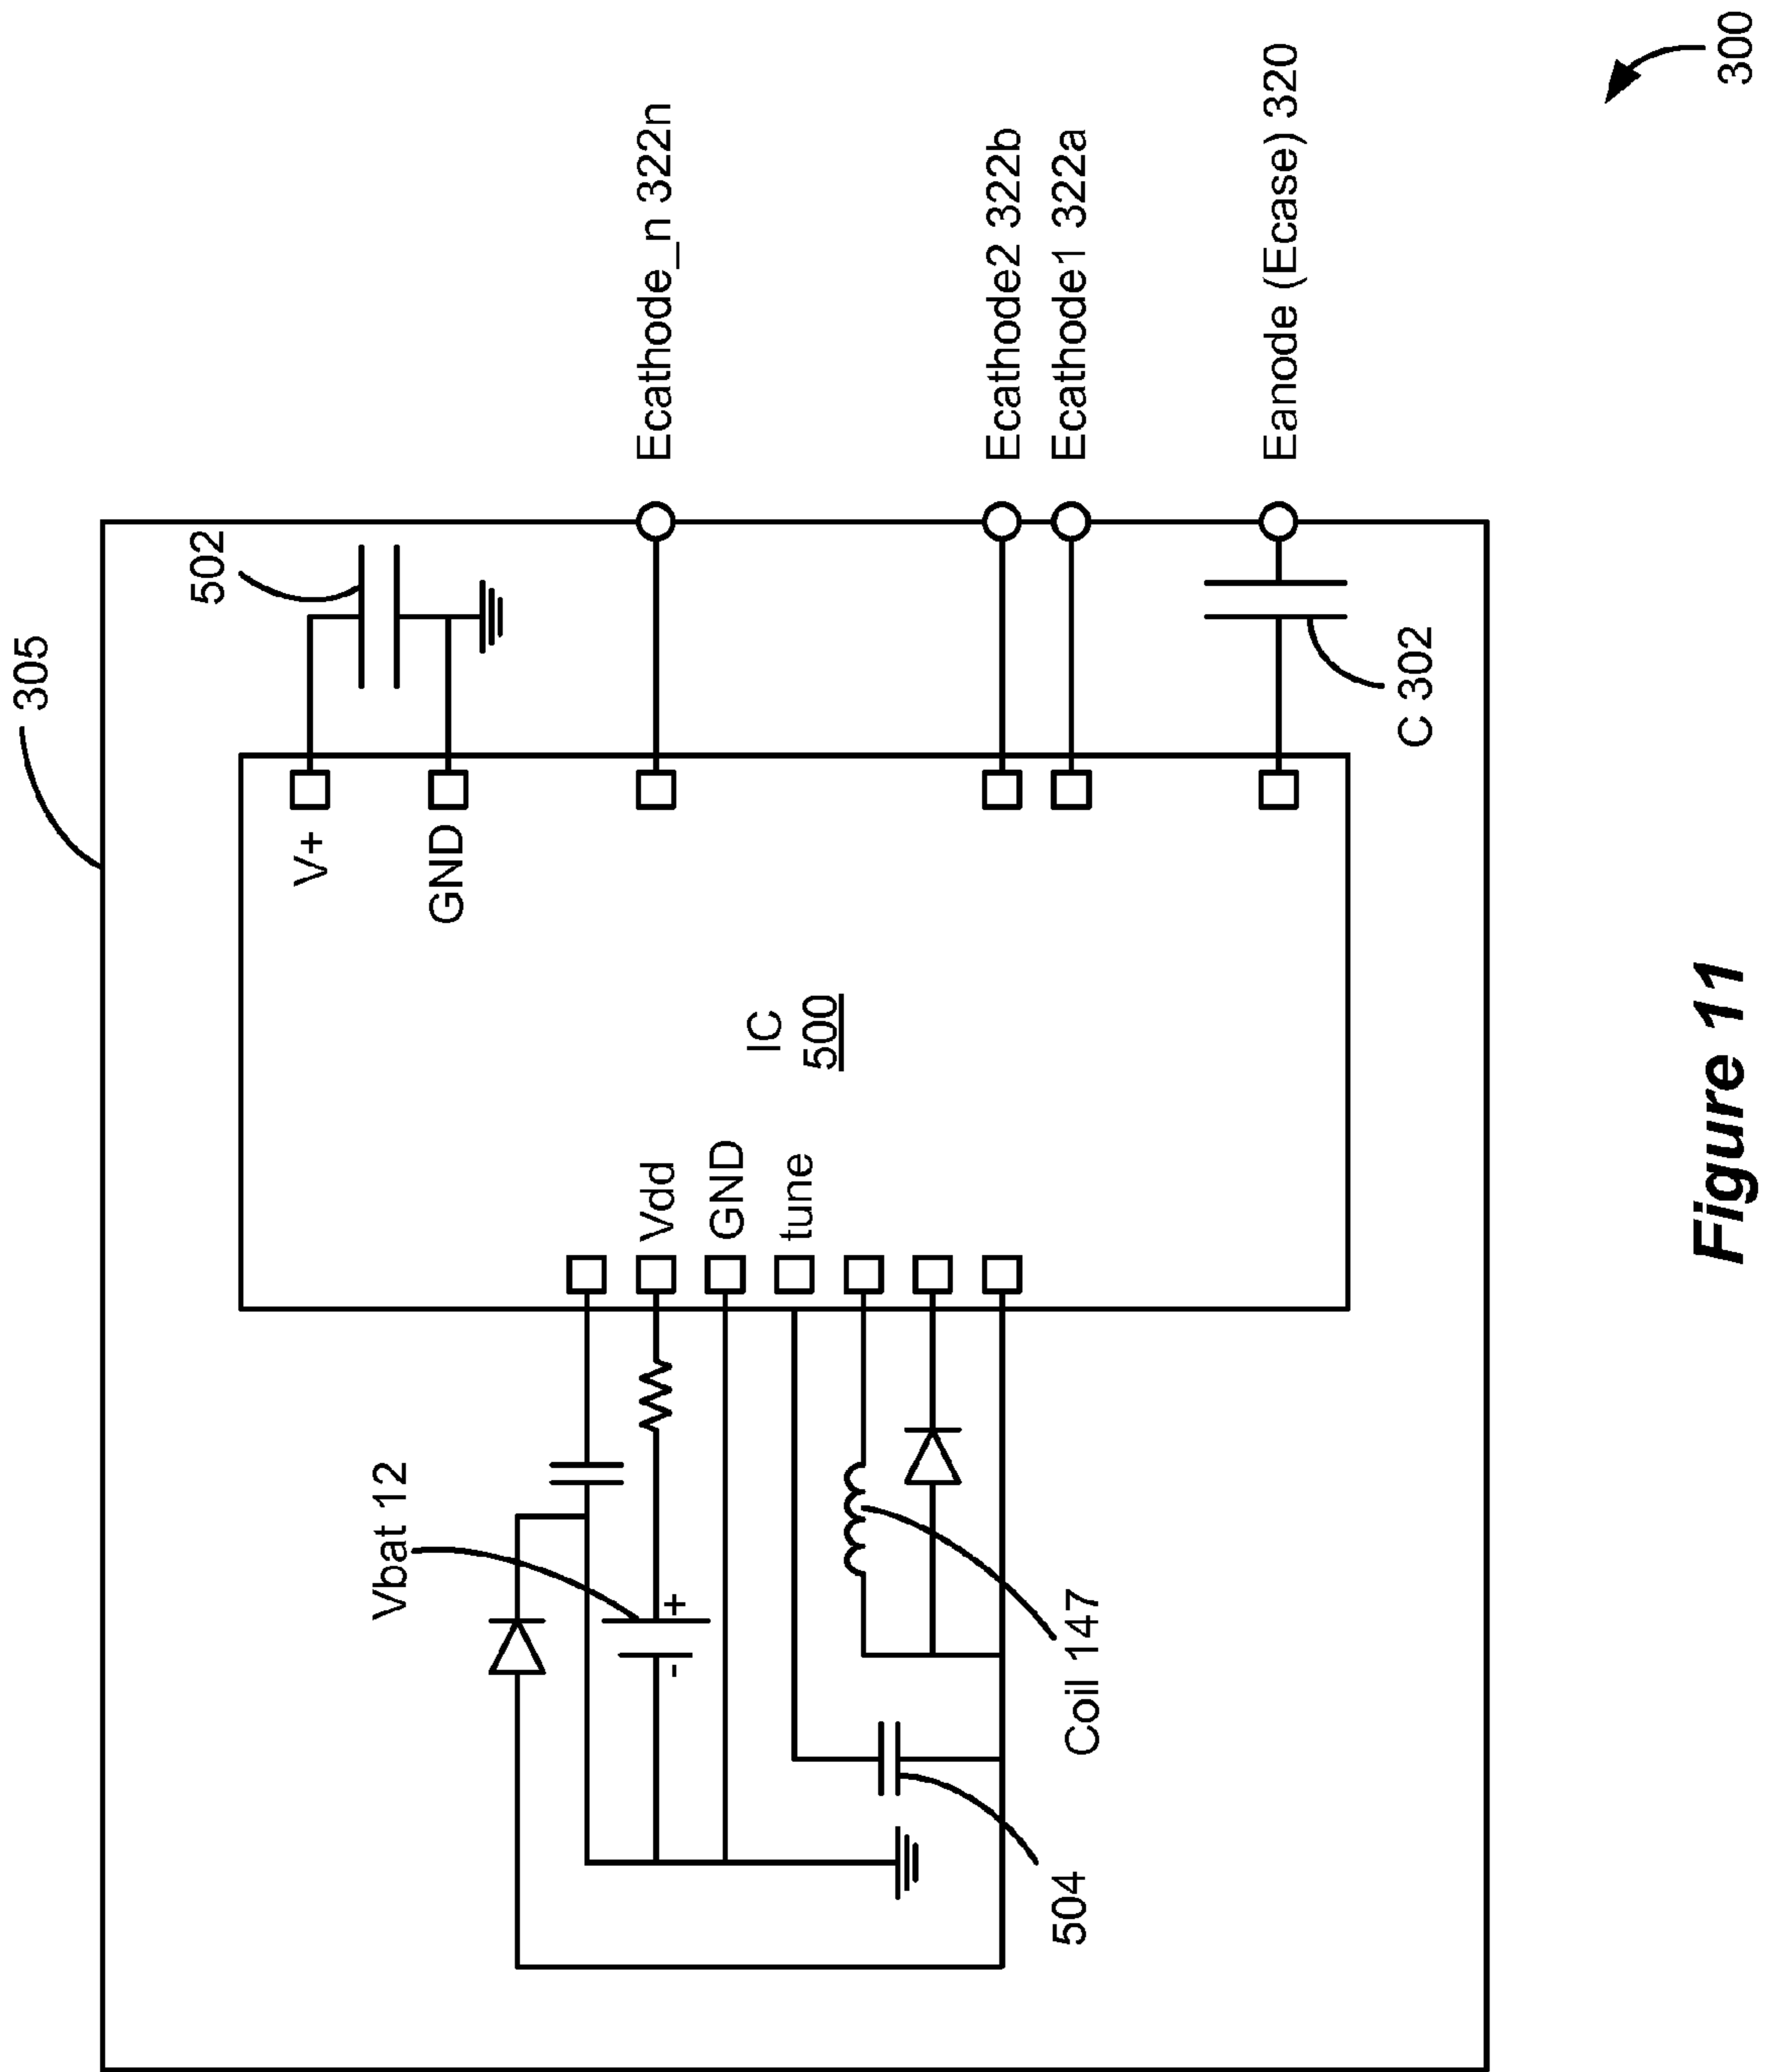 305
502
V+
GND
Ecathode_n 322n
Ecathode2 322b
Ecathode1 322a
Eanode (Ecase) 320
C 302
IC
500
Vdd
GND
tune
Vbat 12
+
-
Coil 147
504
300
Figure 11